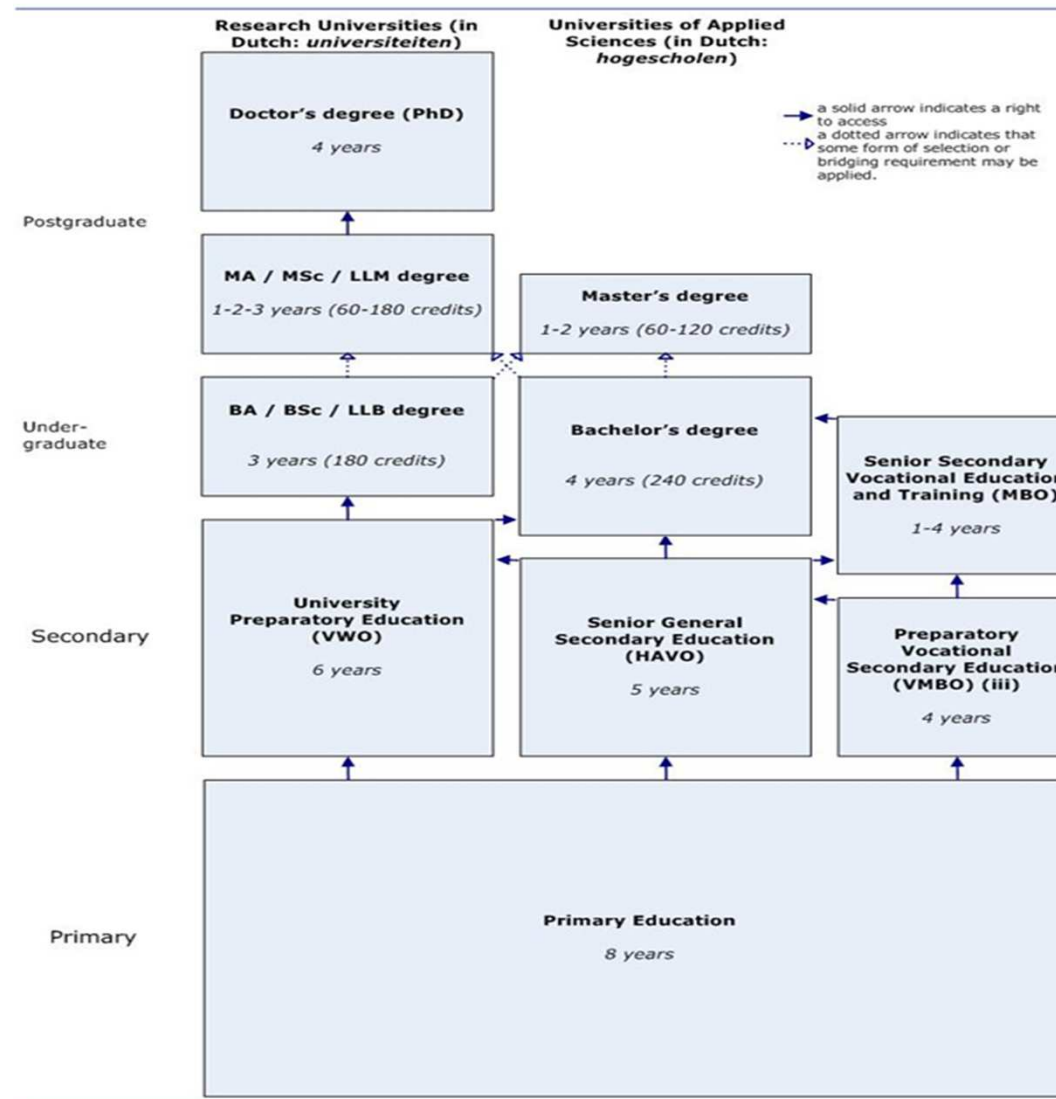 Research Universities (in
Dutch: universiteiten)
Universities of Applied
Sciences (in Dutch:
hogescholen)
a solid arrow indicates a right
to access
a dotted arrow indicates that
some form of selection or
bridging requirement may be
applied.
Doctor's degree (PhD)
4 years
Postgraduate
MA / MSc / LLM degree
1-2-3 years (60-180 credits)
Master's degree
1-2 years (60-120 credits)
Under-
graduate
BA / BSc / LLB degree
3 years (180 credits)
Bachelor's degree
4 years (240 credits)
Senior Secondary
Vocational Education
and Training (MBO)
1-4 years
Secondary
University
Preparatory Education
(VWO)
6 years
Senior General
Secondary Education
(HAVO)
5 years
Preparatory
Vocational
Secondary Education
(VMBO) (iii)
4 years
Primary
Primary Education
8 years